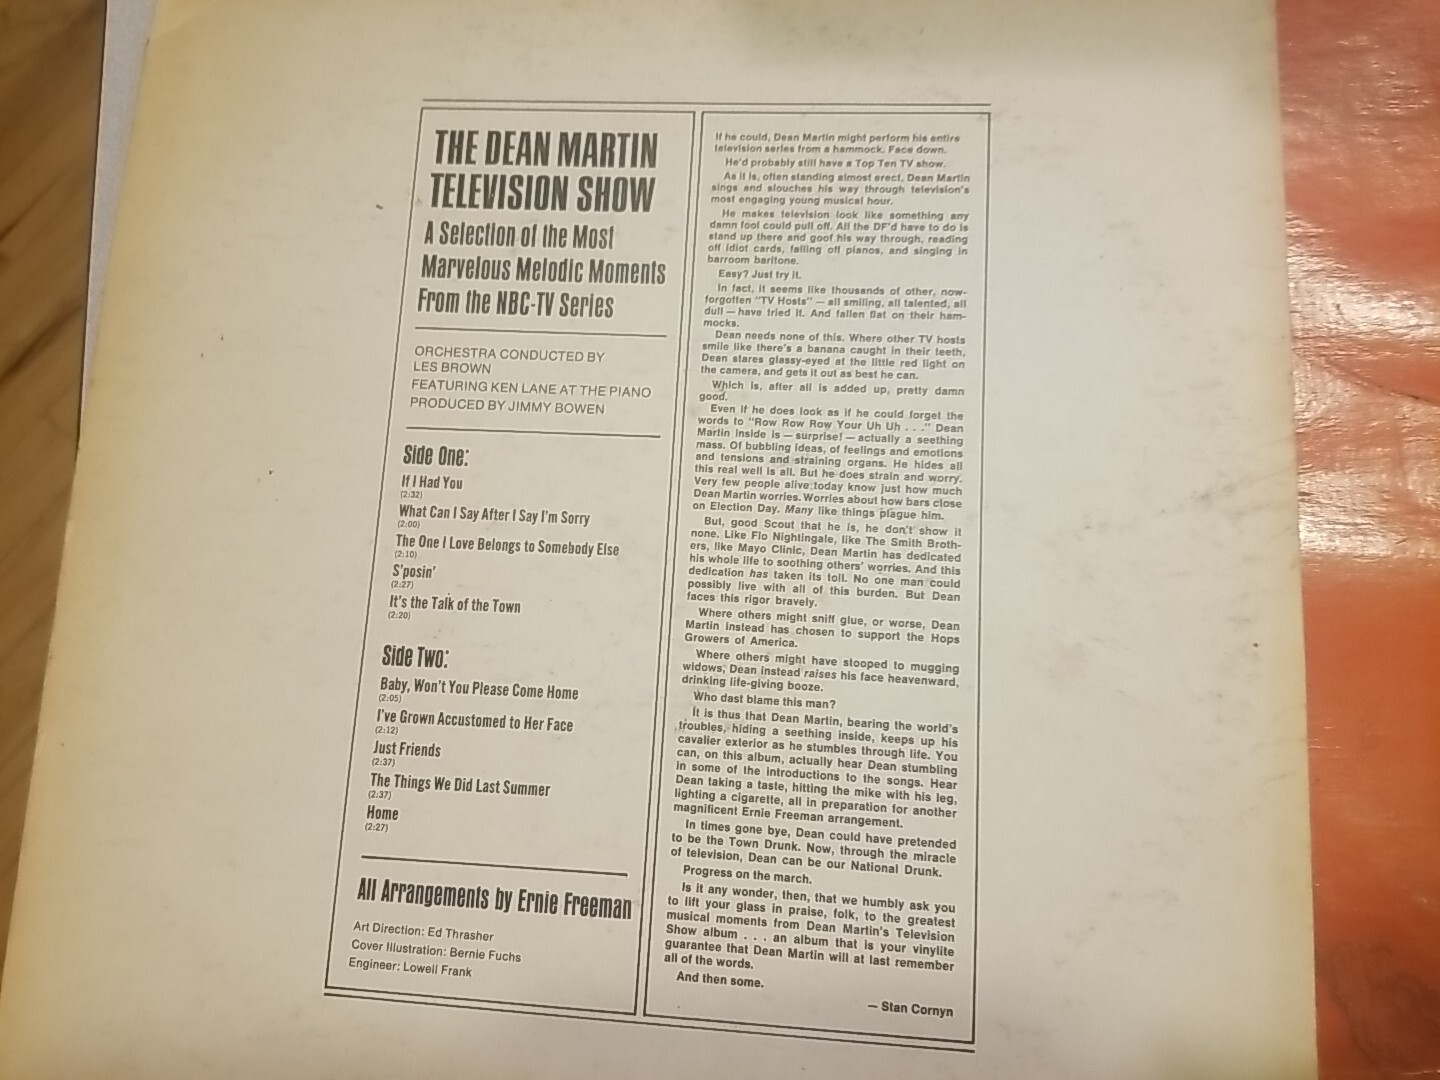 THE DEAN MARTIN
TELEVISION SHOW
A Selection of the Most
Marvelous Melodic Moments
From the NBC-TV Series
ORCHESTRA CONDUCTED BY
LES BROWN
FEATURING KEN LANE AT THE PIANO
PRODUCED BY JIMMY BOWEN
Side One:
If I Had You
(2:32)
What Can I Say After I Say I'm Sorry
(2:00)
The One I Love Belongs to Somebody Else
(2:10)
S'posin'
(2:27)
It's the Talk of the Town
(2:20)
Side Two:
Baby, Won't You Please Come Home
(2:05)
I've Grown Accustomed to Her Face
(2:12)
Just Friends
(2:37)
The Things We Did Last Summer
(2:37)
Home
(2:27)
All Arrangements by Ernie Freeman
Art Direction: Ed Thrasher
Cover Illustration: Bernie Fuchs
Engineer: Lowell Frank
If he could, Dean Martin might perform his entire
television series from a hammock. Face down.
He'd probably still have a Top Ten TV show.
As it is, often standing almost erect, Dean Martin
sings and slouches his way through television's
most engaging young musical hour.
He makes television look like something any
damn fool could pull off. All the DF'd have to do is
stand up there and goof his way through, reading
off idiot cards, falling off pianos, and singing in
barroom baritone.
Easy? Just try it.
In fact, it seems like thousands of other, now-
forgotten "TV Hosts" — all smiling, all talented, all
dull — have tried it. And fallen flat on their ham-
mocks.
Dean needs none of this. Where other TV hosts
smile like there's a banana caught in their teeth,
Dean stares glassy-eyed at the little red light on
the camera, and gets it out as best he can.
Which is, after all is added up, pretty damn
good.
Even if he does look as if he could forget the
words to "Row Row Row Your Uh Uh . . ." Dean
Martin inside is — surprise! — actually a seething
mass. Of bubbling ideas, of feelings and emotions
and tensions and straining organs. He hides all
this real well is all. But he does strain and worry.
Very few people alive today know just how much
Dean Martin worries. Worries about how bars close
on Election Day. Many like things plague him.
But, good Scout that he is, he don't show it
none. Like Flo Nightingale, like The Smith Broth-
ers, like Mayo Clinic, Dean Martin has dedicated
his whole life to soothing others' worries. And this
dedication has taken its toll. No one man could
possibly live with all of this burden. But Dean
faces this rigor bravely.
Where others might sniff glue, or worse, Dean
Martin instead has chosen to support the Hops
Growers of America.
Where others might have stooped to mugging
widows, Dean instead raises his face heavenward,
drinking life-giving booze.
Who dast blame this man?
It is thus that Dean Martin, bearing the world's
troubles, hiding a seething inside, keeps up his
cavalier exterior as he stumbles through life. You
can, on this album, actually hear Dean stumbling
in some of the introductions to the songs. Hear
Dean taking a taste, hitting the mike with his leg,
lighting a cigarette, all in preparation for another
magnificent Ernie Freeman arrangement.
In times gone bye, Dean could have pretended
to be the Town Drunk. Now, through the miracle
of television, Dean can be our National Drunk.
Progress on the march.
Is it any wonder, then, that we humbly ask you
to lift your glass in praise, folk, to the greatest
musical moments from Dean Martin's Television
Show album . . . an album that is your vinylite
guarantee that Dean Martin will at last remember
all of the words.
And then some.
— Stan Cornyn